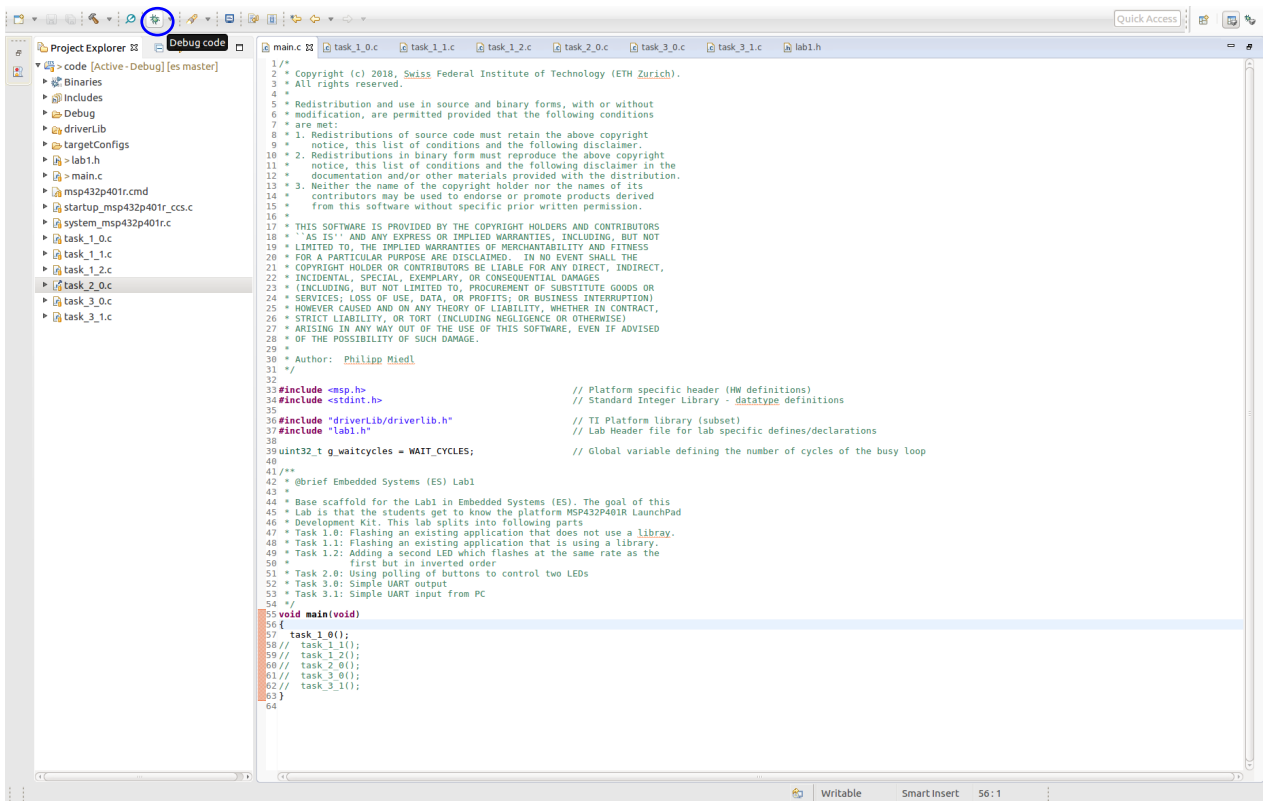 Quick Access
Project Explorer
Debug code
> code [Active - Debug] [es master]
Binaries
Includes
Debug
driverLib
targetConfigs
> lab1.h
> main.c
msp432p401r.cmd
startup_msp432p401r_ccs.c
system_msp432p401r.c
task_1_0.c
task_1_1.c
task_1_2.c
task_2_0.c
task_3_0.c
task_3_1.c
main.c task_1_0.c task_1_1.c task_1_2.c task_2_0.c task_3_0.c task_3_1.c lab1.h
1 /*
2 * Copyright (c) 2018, Swiss Federal Institute of Technology (ETH Zurich).
3 * All rights reserved.
4 *
5 * Redistribution and use in source and binary forms, with or without
6 * modification, are permitted provided that the following conditions
7 * are met:
8 * 1. Redistributions of source code must retain the above copyright
9 *    notice, this list of conditions and the following disclaimer.
10 * 2. Redistributions in binary form must reproduce the above copyright
11 *    notice, this list of conditions and the following disclaimer in the
12 *    documentation and/or other materials provided with the distribution.
13 * 3. Neither the name of the copyright holder nor the names of its
14 *    contributors may be used to endorse or promote products derived
15 *    from this software without specific prior written permission.
16 *
17 * THIS SOFTWARE IS PROVIDED BY THE COPYRIGHT HOLDERS AND CONTRIBUTORS
18 * ``AS IS'' AND ANY EXPRESS OR IMPLIED WARRANTIES, INCLUDING, BUT NOT
19 * LIMITED TO, THE IMPLIED WARRANTIES OF MERCHANTABILITY AND FITNESS
20 * FOR A PARTICULAR PURPOSE ARE DISCLAIMED.  IN NO EVENT SHALL THE
21 * COPYRIGHT HOLDER OR CONTRIBUTORS BE LIABLE FOR ANY DIRECT, INDIRECT,
22 * INCIDENTAL, SPECIAL, EXEMPLARY, OR CONSEQUENTIAL DAMAGES
23 * (INCLUDING, BUT NOT LIMITED TO, PROCUREMENT OF SUBSTITUTE GOODS OR
24 * SERVICES; LOSS OF USE, DATA, OR PROFITS; OR BUSINESS INTERRUPTION)
25 * HOWEVER CAUSED AND ON ANY THEORY OF LIABILITY, WHETHER IN CONTRACT,
26 * STRICT LIABILITY, OR TORT (INCLUDING NEGLIGENCE OR OTHERWISE)
27 * ARISING IN ANY WAY OUT OF THE USE OF THIS SOFTWARE, EVEN IF ADVISED
28 * OF THE POSSIBILITY OF SUCH DAMAGE.
29 *
30 * Author:  Philipp Miedl
31 */
32
33 #include <msp.h> // Platform specific header (HW definitions)
34 #include <stdint.h> // Standard Integer Library - datatype definitions
35
36 #include "driverLib/driverlib.h" // TI Platform library (subset)
37 #include "lab1.h" // Lab Header file for lab specific defines/declarations
38
39 uint32_t g_waitcycles = WAIT_CYCLES; // Global variable defining the number of cycles of the busy loop
40
41 /**
42 * @brief Embedded Systems (ES) Lab1
43 *
44 * Base scaffold for the Lab1 in Embedded Systems (ES). The goal of this
45 * Lab is that the students get to know the platform MSP432P401R LaunchPad
46 * Development Kit. This lab splits into following parts
47 * Task 1.0: Flashing an existing application that does not use a libray.
48 * Task 1.1: Flashing an existing application that is using a library.
49 * Task 1.2: Adding a second LED which flashes at the same rate as the
50 *           first but in inverted order
51 * Task 2.0: Using polling of buttons to control two LEDs
52 * Task 3.0: Simple UART output
53 * Task 3.1: Simple UART input from PC
54 */
55 void main(void)
56 {
57   task_1_0();
58 //  task_1_1();
59 //  task_1_2();
60 //  task_2_0();
61 //  task_3_0();
62 //  task_3_1();
63 }
64
Writable Smart Insert 56 : 1